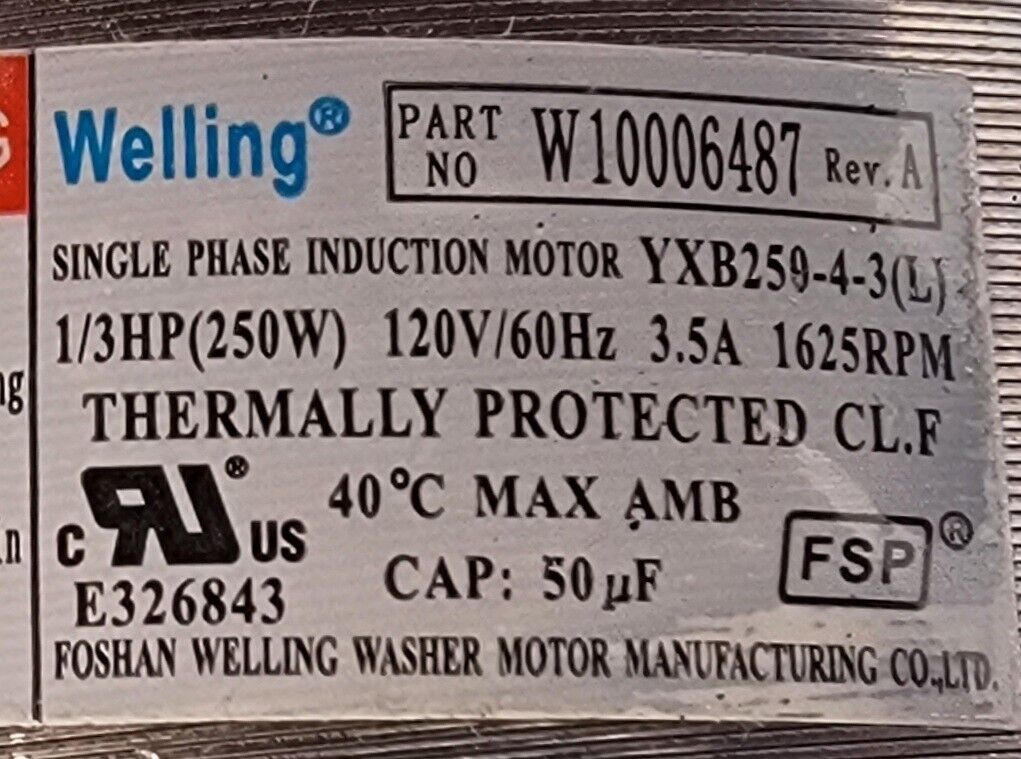 Welling®
PART NO W10006487 Rev. A
SINGLE PHASE INDUCTION MOTOR YXB259-4-3(L)
1/3HP(250W) 120V/60Hz 3.5A 1625RPM
THERMALLY PROTECTED CL.F
c RU® US 40°C MAX AMB
E326843 CAP: 50μF FSP®
FOSHAN WELLING WASHER MOTOR MANUFACTURING CO.,LTD.